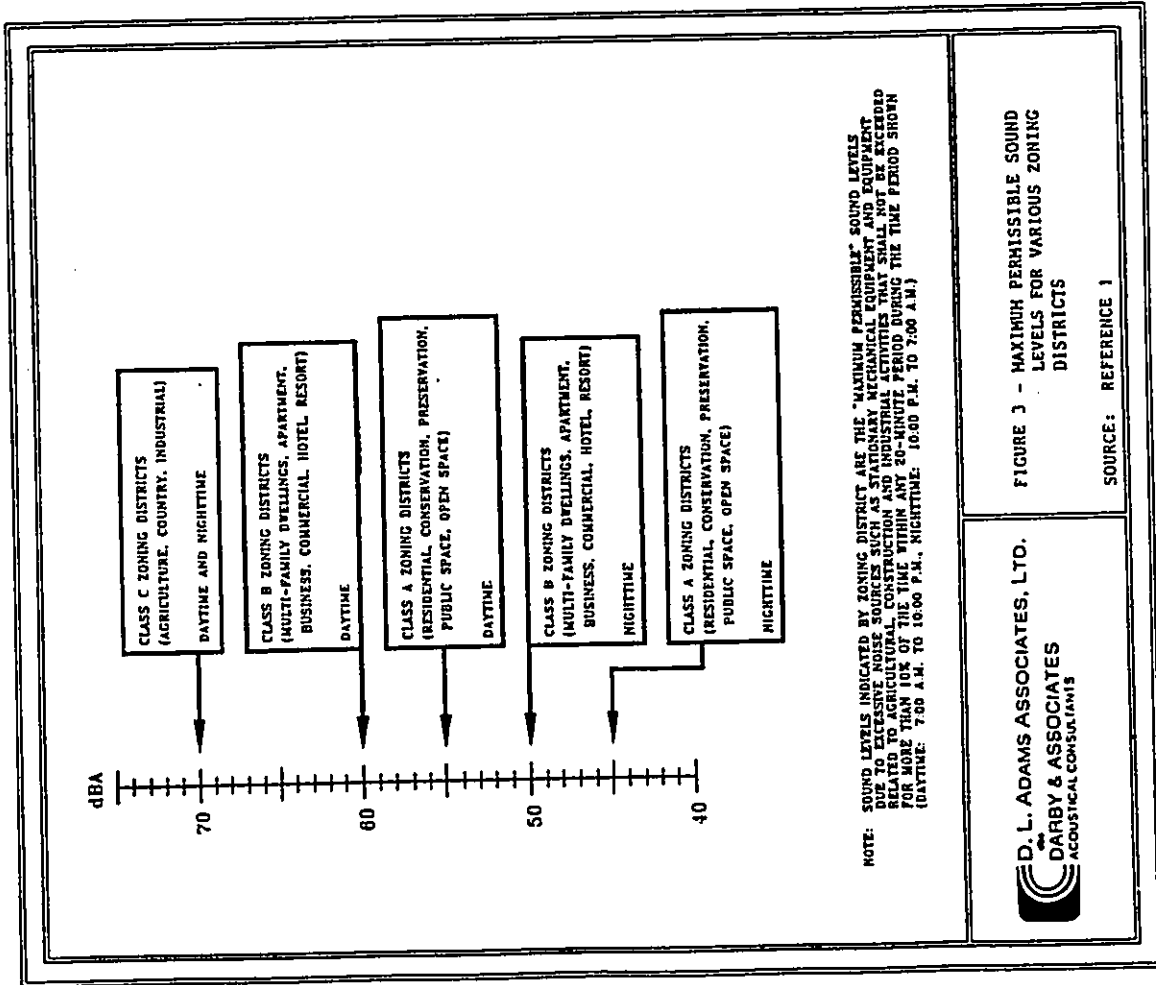 dBA
70
60
50
40
CLASS C ZONING DISTRICTS
(AGRICULTURE, COUNTRY, INDUSTRIAL)
DAYTIME AND NIGHTTIME
CLASS B ZONING DISTRICTS
(MULTI-FAMILY DWELLINGS, APARTMENT,
BUSINESS, COMMERCIAL, HOTEL, RESORT)
DAYTIME
CLASS A ZONING DISTRICTS
(RESIDENTIAL, CONSERVATION, PRESERVATION,
PUBLIC SPACE, OPEN SPACE)
DAYTIME
CLASS B ZONING DISTRICTS
(MULTI-FAMILY DWELLINGS, APARTMENT,
BUSINESS, COMMERCIAL, HOTEL, RESORT)
NIGHTTIME
CLASS A ZONING DISTRICTS
(RESIDENTIAL, CONSERVATION, PRESERVATION,
PUBLIC SPACE, OPEN SPACE)
NIGHTTIME
NOTE: SOUND LEVELS INDICATED BY ZONING DISTRICT ARE THE "MAXIMUM PERMISSIBLE" SOUND LEVELS
DUE TO EXCESSIVE NOISE SOURCES SUCH AS STATIONARY MECHANICAL EQUIPMENT AND EQUIPMENT
RELATED TO AGRICULTURAL, CONSTRUCTION AND INDUSTRIAL ACTIVITIES THAT SHALL NOT BE EXCEEDED
FOR MORE THAN 10% OF THE TIME WITHIN ANY 20-MINUTE PERIOD DURING THE TIME PERIOD SHOWN
(DAYTIME: 7:00 A.M. TO 10:00 P.M., NIGHTTIME: 10:00 P.M. TO 7:00 A.M.)
D. L. ADAMS ASSOCIATES, LTD.
DARBY & ASSOCIATES
ACOUSTICAL CONSULTANTS
FIGURE 3 - MAXIMUM PERMISSIBLE SOUND
LEVELS FOR VARIOUS ZONING
DISTRICTS
SOURCE: REFERENCE 1